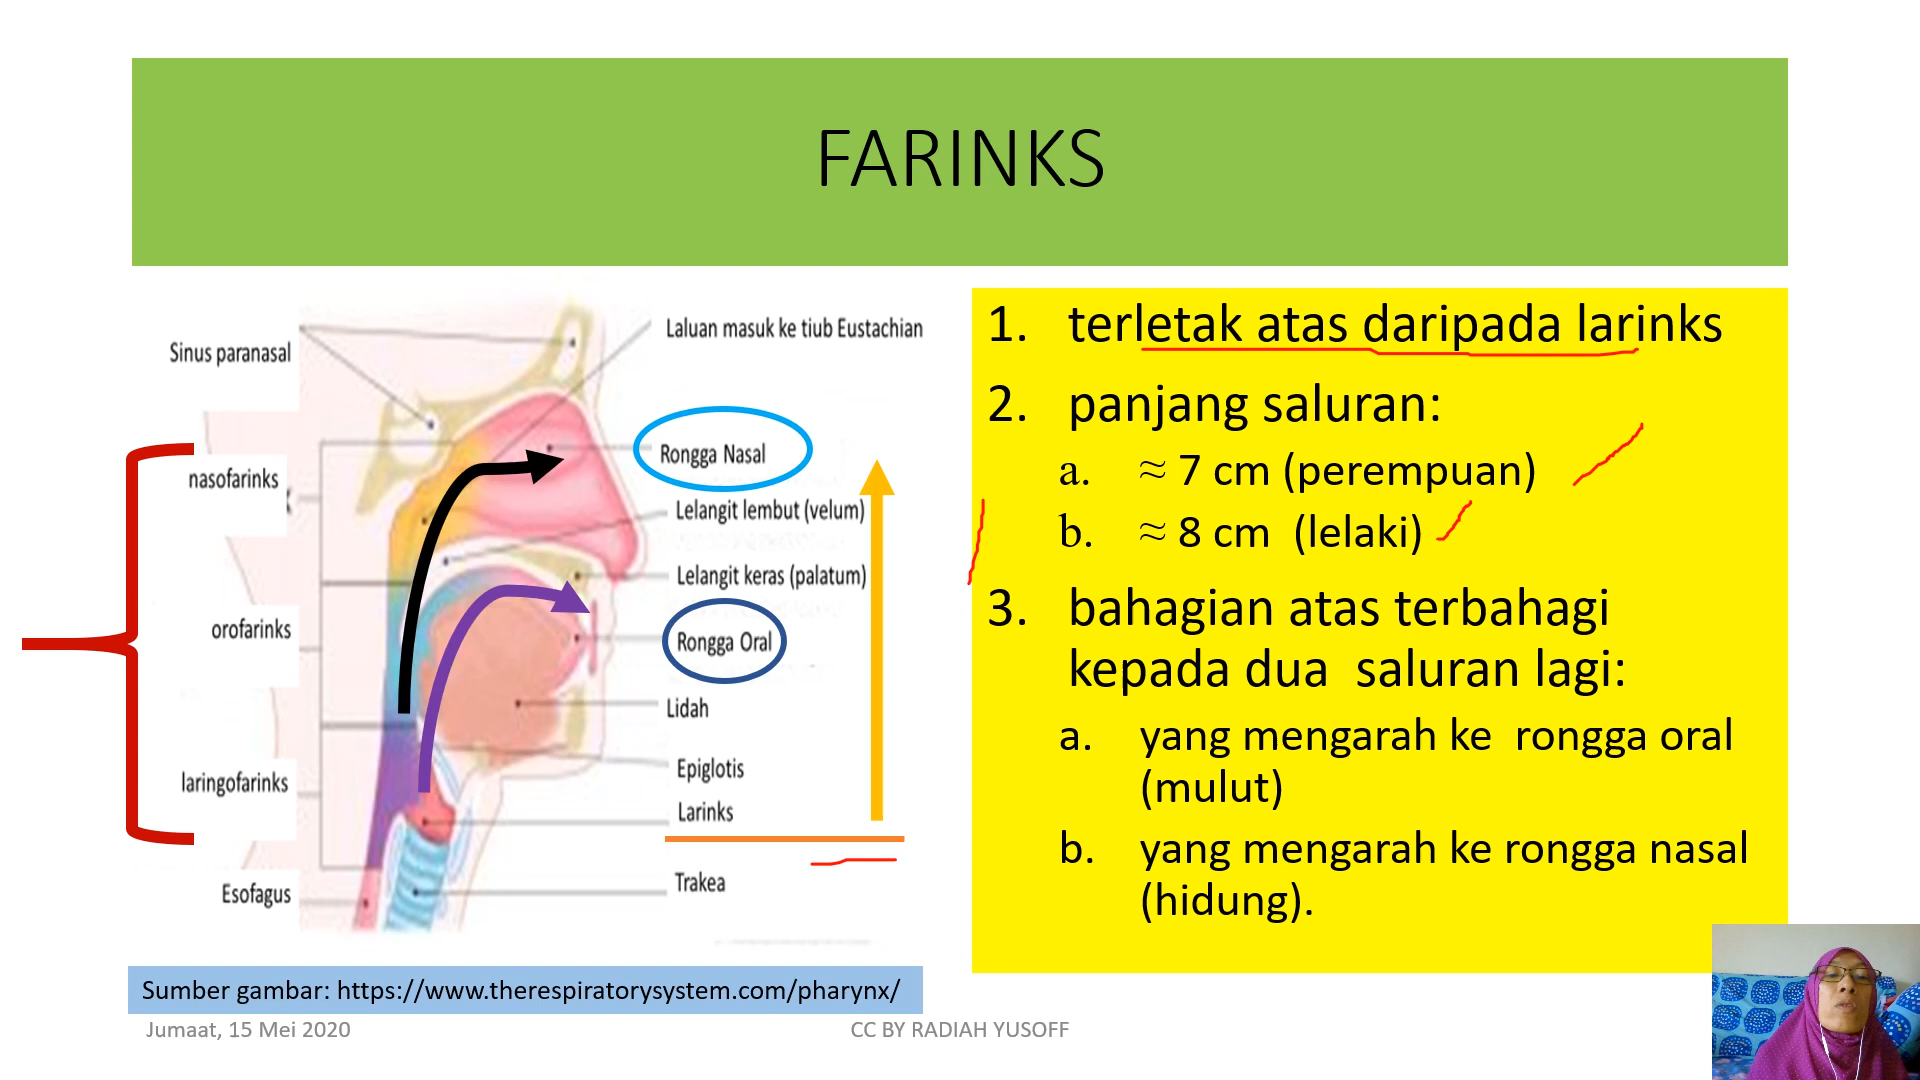 FARINKS
Sinus paranasal
nasofarinks
orofarinks
laringofarinks
Esofagus
Laluan masuk ke tiub Eustachian
Rongga Nasal
Lelangit lembut (velum)
Lelangit keras (palatum)
Rongga Oral
Lidah
Epiglotis
Larinks
Trakea
1. terletak atas daripada larinks
2. panjang saluran:
a. ≈ 7 cm (perempuan)
b. ≈ 8 cm (lelaki)
3. bahagian atas terbahagi
kepada dua saluran lagi:
a. yang mengarah ke rongga oral
(mulut)
b. yang mengarah ke rongga nasal
(hidung).
Sumber gambar: https://www.therespiratorysystem.com/pharynx/
Jumaat, 15 Mei 2020
CC BY RADIAH YUSOFF